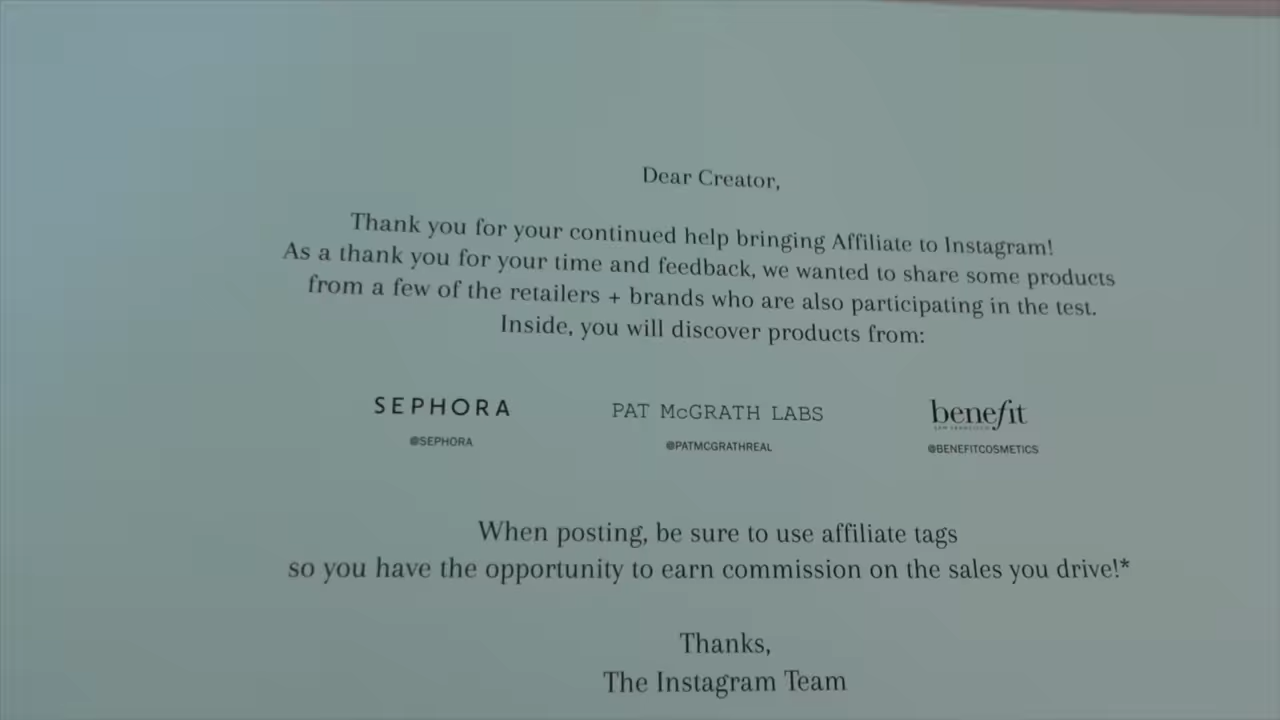 Dear Creator,
Thank you for your continued help bringing Affiliate to Instagram!
As a thank you for your time and feedback, we wanted to share some products
from a few of the retailers + brands who are also participating in the test.
Inside, you will discover products from:
SEPHORA PAT McGRATH LABS benefit
SAN FRANCISCO
@SEPHORA @PATMCGRATHREAL @BENEFITCOSMETICS
When posting, be sure to use affiliate tags
so you have the opportunity to earn commission on the sales you drive!*
Thanks,
The Instagram Team